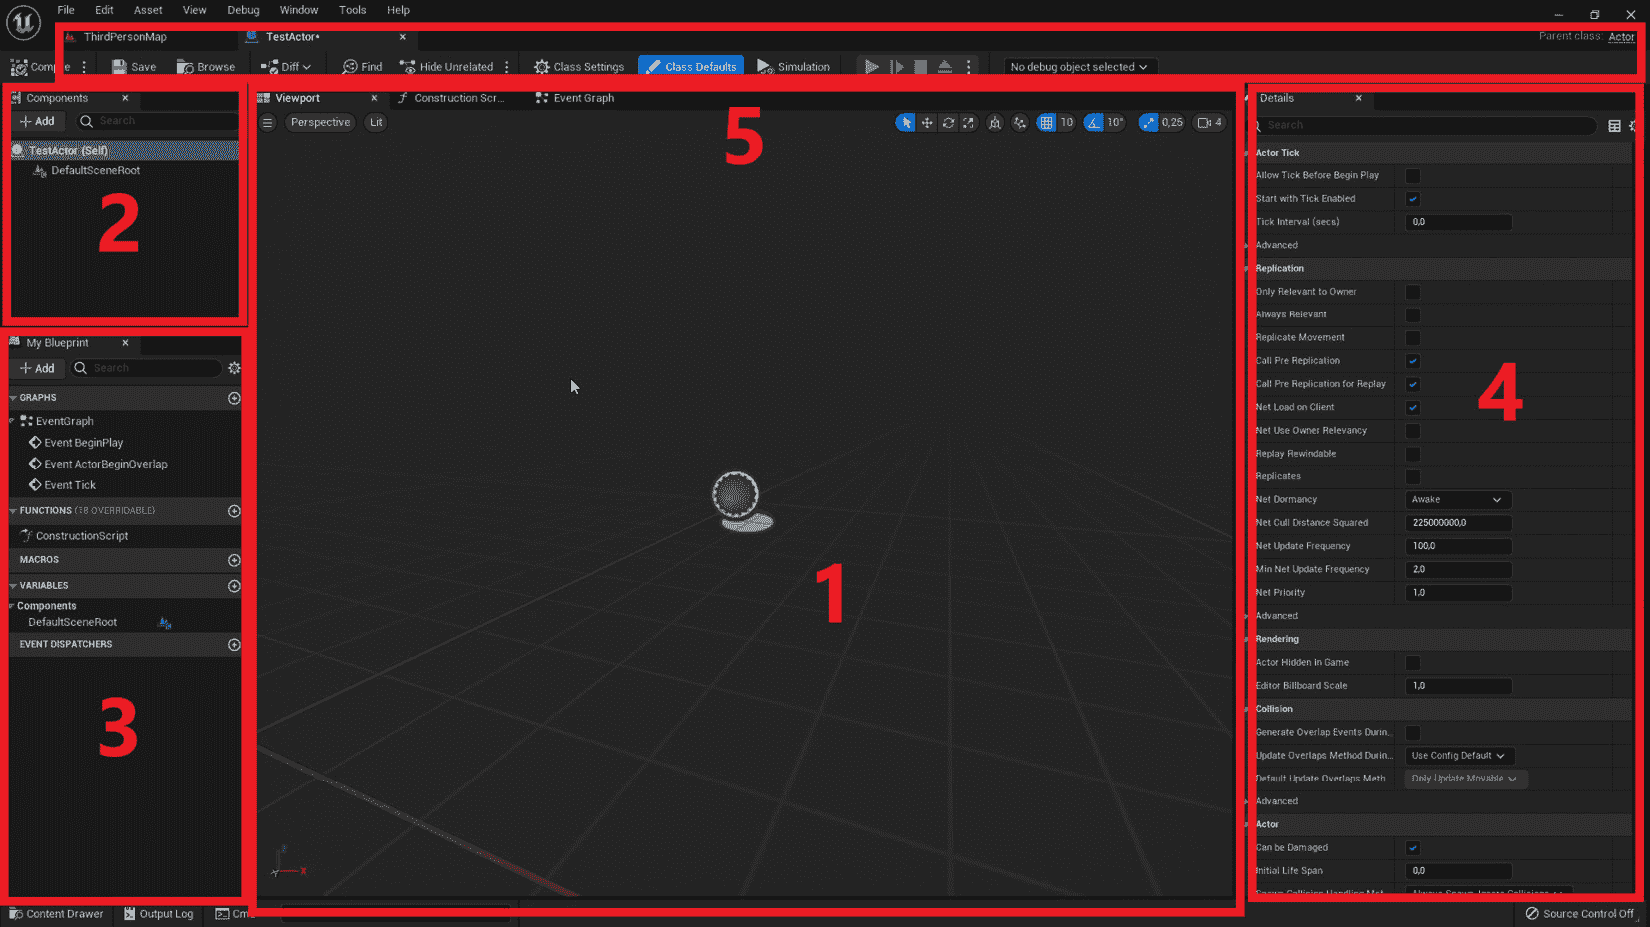 File Edit Asset View Debug Window Tools Help
ThirdPersonMap
TestActor•
Parent class: Actor
Save Browse Diff Find Hide Unrelated Class Settings Class Defaults Simulation No debug object selected
Components
Add Search
TestActor (Self)
DefaultSceneRoot
2
My Blueprint
Add Search
GRAPHS
EventGraph
Event BeginPlay
Event ActorBeginOverlap
Event Tick
FUNCTIONS (18 OVERRIDABLE)
ConstructionScript
MACROS
VARIABLES
Components
DefaultSceneRoot
EVENT DISPATCHERS
3
Viewport Construction Scr... Event Graph
Perspective Lit 10 10° 0,25 4
5
1
Z
X
Details
Search
Actor Tick
Allow Tick Before Begin Play
Start with Tick Enabled
Tick Interval (secs) 0,0
Advanced
Replication
Only Relevant to Owner
Always Relevant
Replicate Movement
Call Pre Replication
Call Pre Replication for Replay
Net Load on Client
Net Use Owner Relevancy
Replay Rewindable
Replicates
Net Dormancy Awake
Net Cull Distance Squared 225000000,0
Net Update Frequency 100,0
Min Net Update Frequency 2,0
Net Priority 1,0
Advanced
Rendering
Actor Hidden In Game
Editor Billboard Scale 1,0
Collision
Generate Overlap Events Durin...
Update Overlaps Method Durin... Use Config Default
Default Update Overlaps Meth Only Update Movable
Advanced
Actor
Can be Damaged
Initial Life Span 0,0
4
Content Drawer Output Log Source Control Off